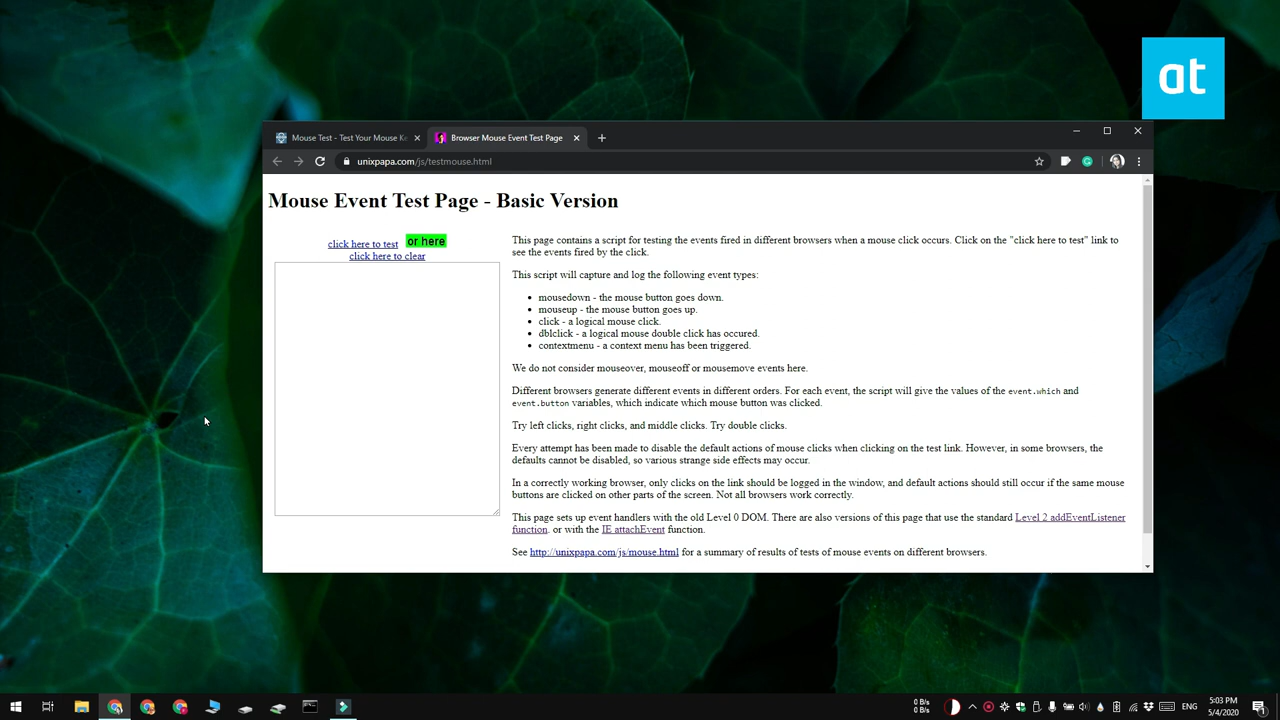 at
Mouse Test - Test Your Mouse Ke
Browser Mouse Event Test Page
unixpapa.com/js/testmouse.html
Mouse Event Test Page - Basic Version
click here to test or here
click here to clear
This page contains a script for testing the events fired in different browsers when a mouse click occurs. Click on the "click here to test" link to
see the events fired by the click.
This script will capture and log the following event types:
• mousedown - the mouse button goes down.
• mouseup - the mouse button goes up.
• click - a logical mouse click.
• dblclick - a logical mouse double click has occured.
• contextmenu - a context menu has been triggered.
We do not consider mouseover, mouseoff or mousemove events here.
Different browsers generate different events in different orders. For each event, the script will give the values of the event.which and
event.button variables, which indicate which mouse button was clicked.
Try left clicks, right clicks, and middle clicks. Try double clicks.
Every attempt has been made to disable the default actions of mouse clicks when clicking on the test link. However, in some browsers, the
defaults cannot be disabled, so various strange side effects may occur.
In a correctly working browser, only clicks on the link should be logged in the window, and default actions should still occur if the same mouse
buttons are clicked on other parts of the screen. Not all browsers work correctly.
This page sets up event handlers with the old Level 0 DOM. There are also versions of this page that use the standard Level 2 addEventListener
function. or with the IE attachEvent function.
See http://unixpapa.com/js/mouse.html for a summary of results of tests of mouse events on different browsers.
0 B/s
0 B/s
ENG
5:03 PM
5/4/2020
1